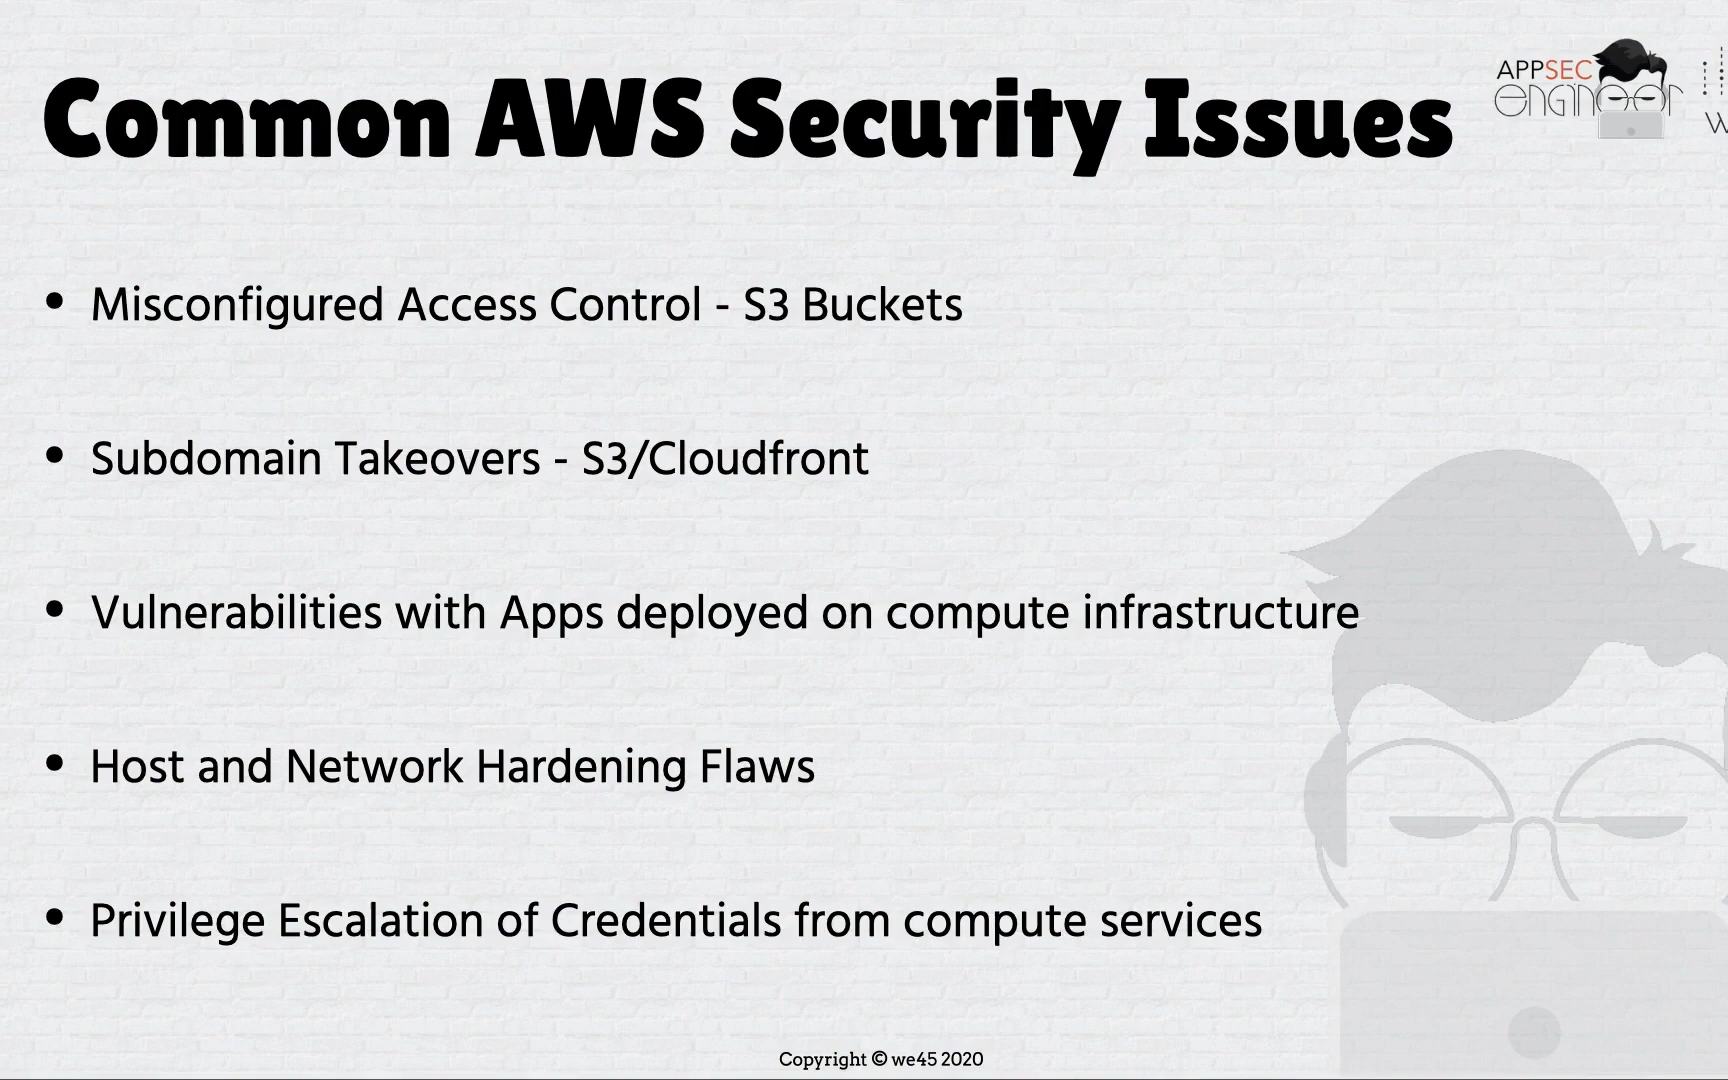 Common AWS Security Issues
APPSEC
engineer
W
• Misconfigured Access Control - S3 Buckets
• Subdomain Takeovers - S3/Cloudfront
• Vulnerabilities with Apps deployed on compute infrastructure
• Host and Network Hardening Flaws
• Privilege Escalation of Credentials from compute services
Copyright © we45 2020